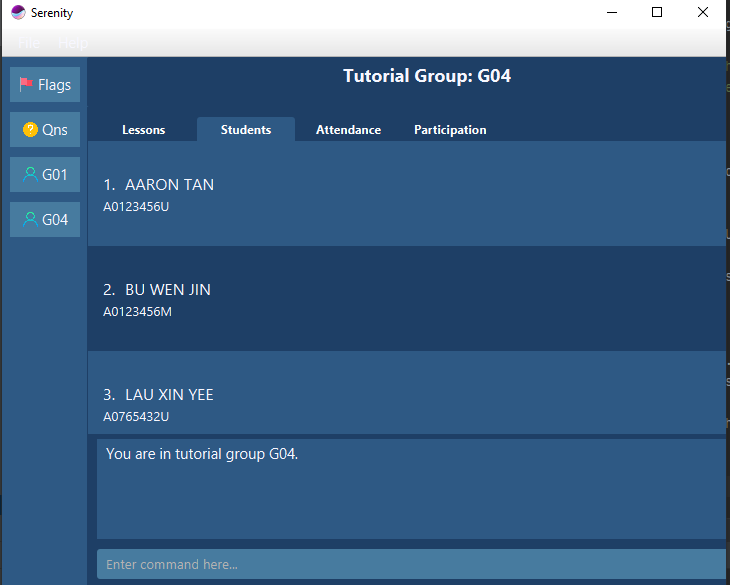 Serenity
File Help
Tutorial Group: G04
Flags
Qns
G01
G04
Lessons Students Attendance Participation
1. AARON TAN
A0123456U
2. BU WEN JIN
A0123456M
3. LAU XIN YEE
A0765432U
You are in tutorial group G04.
Enter command here...